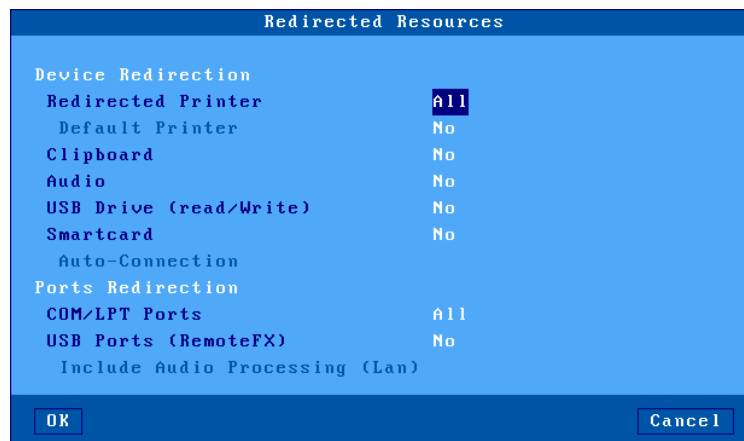 Redirected Resources
Device Redirection
Redirected Printer All
Default Printer No
Clipboard No
Audio No
USB Drive (read/Write) No
Smartcard No
Auto-Connection
Ports Redirection
COM/LPT Ports All
USB Ports (RemoteFX) No
Include Audio Processing (Lan)
OK Cancel